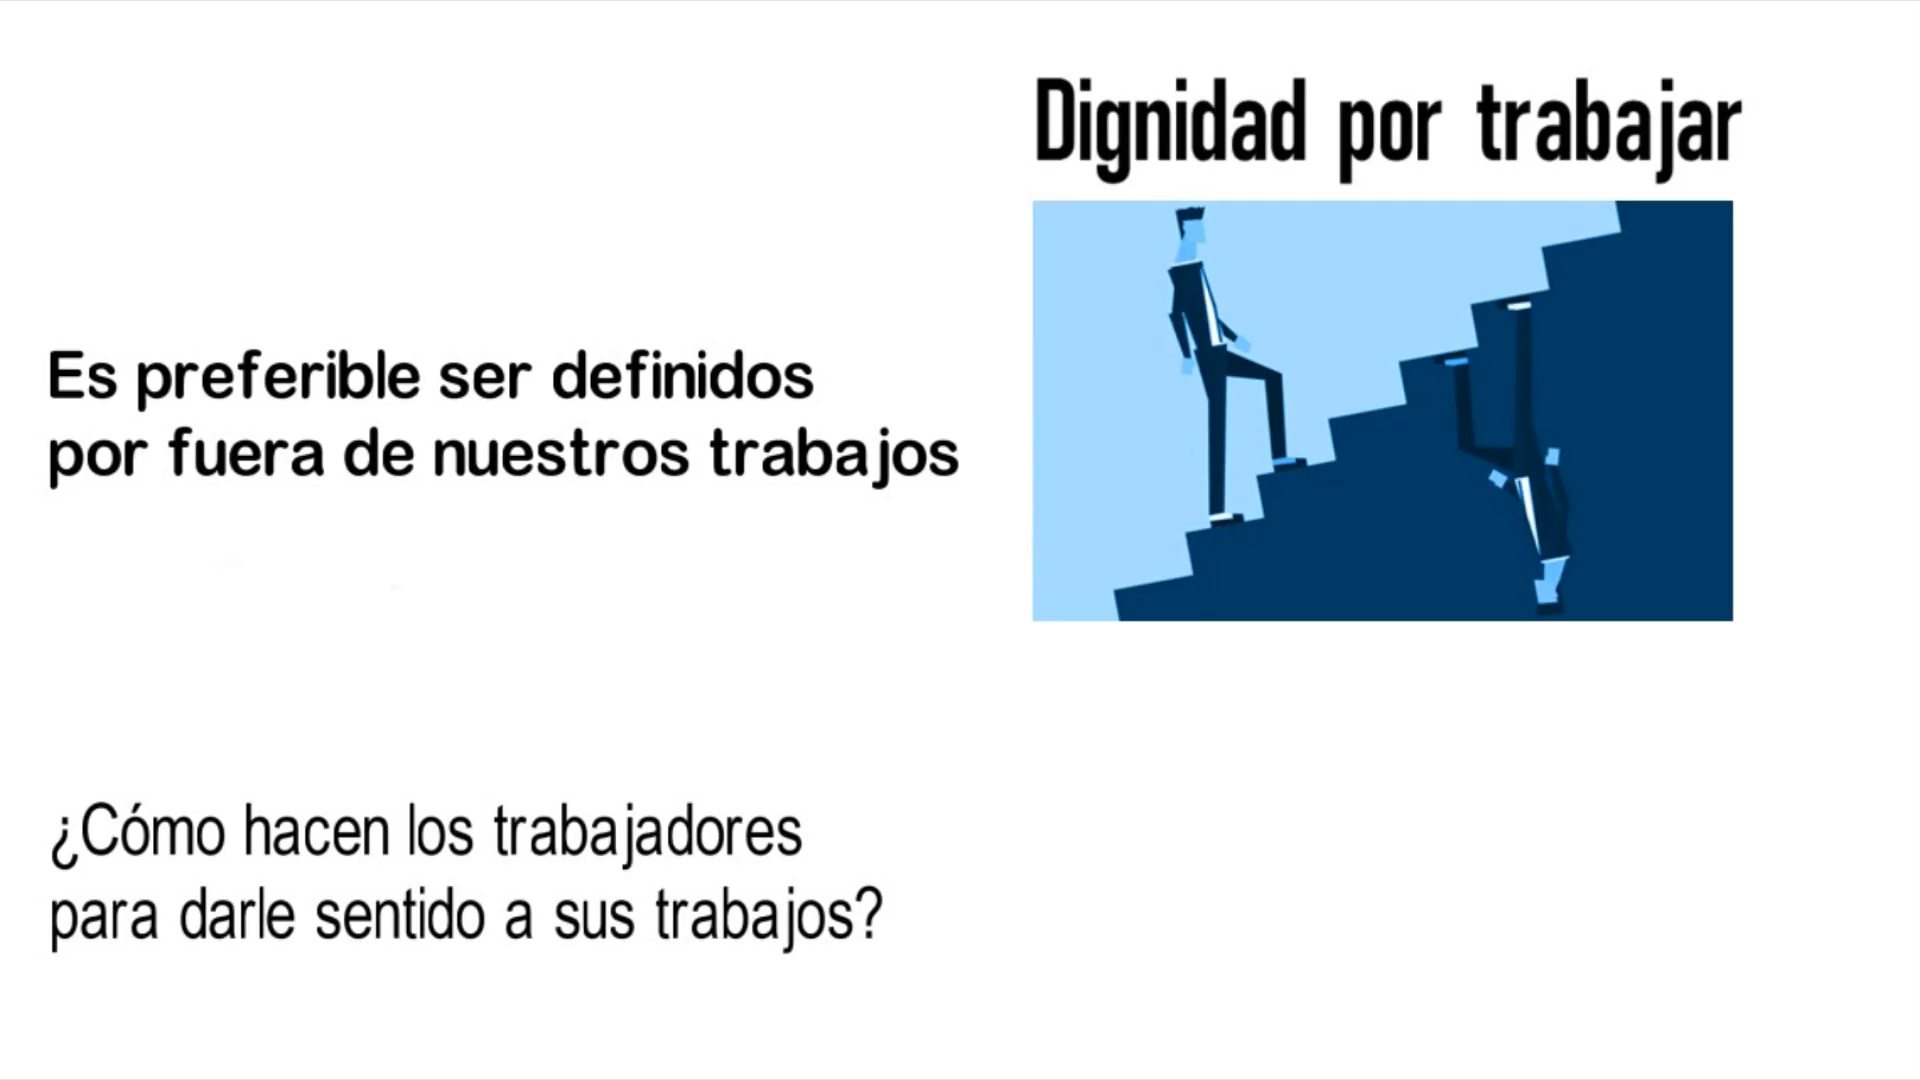 Dignidad por trabajar
Es preferible ser definidos
por fuera de nuestros trabajos
¿Cómo hacen los trabajadores
para darle sentido a sus trabajos?